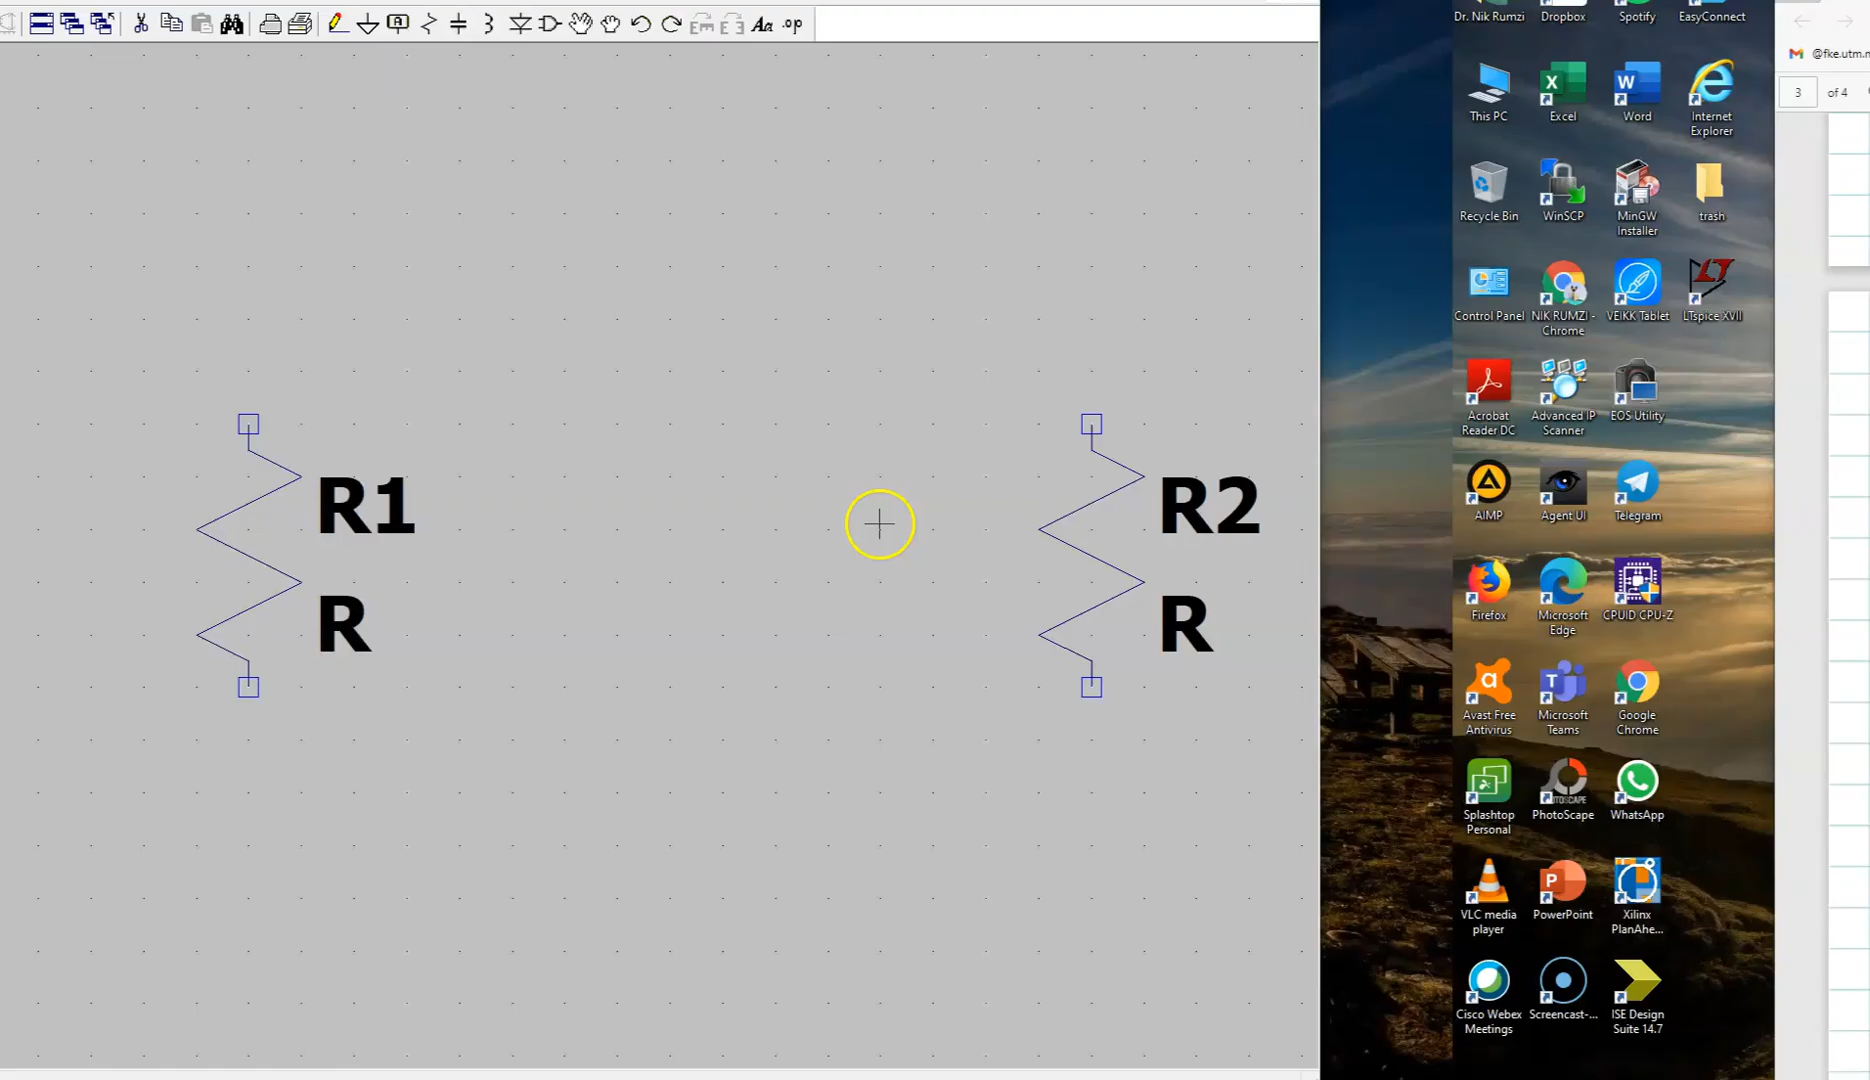 Aa .op
R1
R
R2
R
Dr. Nik Rumzi Dropbox Spotify EasyConnect
This PC Excel Word Internet
Explorer
Recycle Bin WinSCP MinGW
Installer trash
Control Panel NIK RUMZI -
Chrome VEIKK Tablet LTspice XVII
Acrobat
Reader DC Advanced IP
Scanner EOS Utility
AIMP Agent UI Telegram
Firefox Microsoft
Edge CPUID CPU-Z
Avast Free
Antivirus Microsoft
Teams Google
Chrome
Splashtop
Personal PhotoScape WhatsApp
VLC media
player PowerPoint Xilinx
PlanAhe...
Cisco Webex
Meetings Screencast-... ISE Design
Suite 14.7
@fke.utm.m
3 of 4